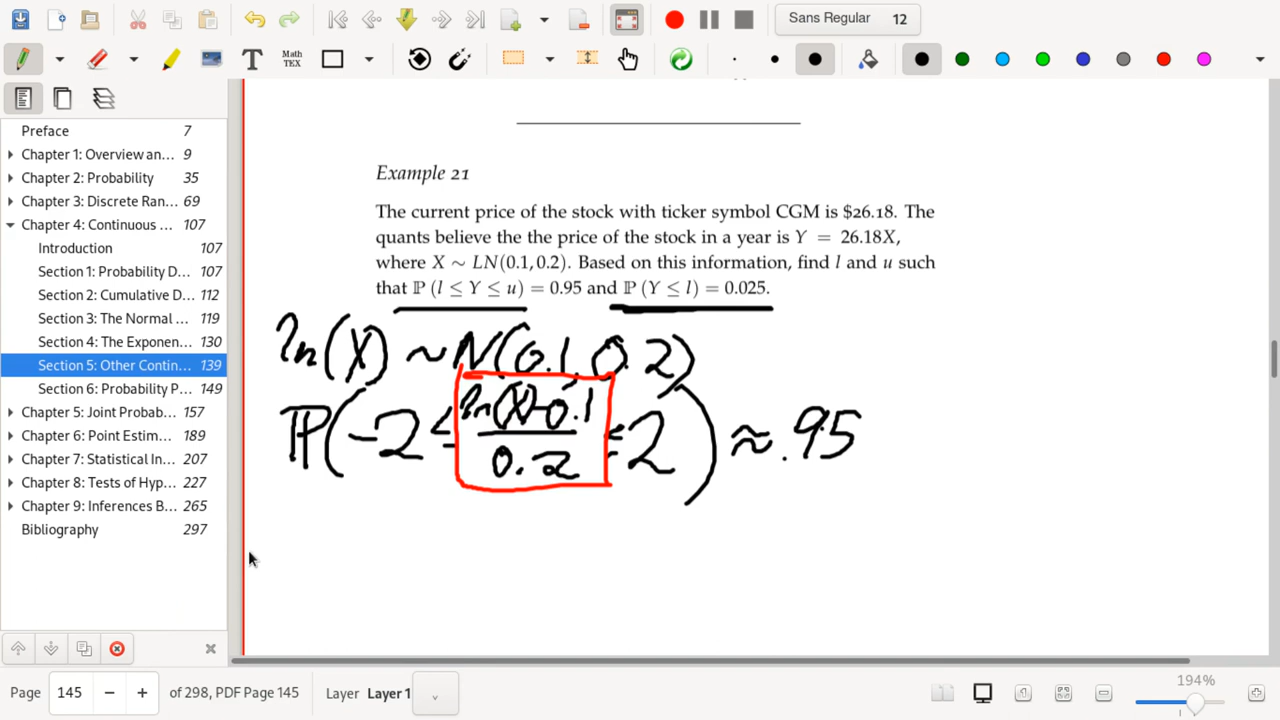 Sans Regular 12
T Math TEX
Preface 7
Chapter 1: Overview an... 9
Chapter 2: Probability 35
Chapter 3: Discrete Ran... 69
Chapter 4: Continuous ... 107
Introduction 107
Section 1: Probability D... 107
Section 2: Cumulative D... 112
Section 3: The Normal ... 119
Section 4: The Exponen... 130
Section 5: Other Contin... 139
Section 6: Probability P... 149
Chapter 5: Joint Probab... 157
Chapter 6: Point Estim... 189
Chapter 7: Statistical In... 207
Chapter 8: Tests of Hyp... 227
Chapter 9: Inferences B... 265
Bibliography 297
Example 21
The current price of the stock with ticker symbol CGM is $26.18. The
quants believe the the price of the stock in a year is Y = 26.18X,
where X ∼ LN(0.1, 0.2). Based on this information, find l and u such
that ℙ (l ≤ Y ≤ u) = 0.95 and ℙ (Y ≤ l) = 0.025.
ln(X) ~ N(0.1, 0.2)
ℙ(-2 ≤ (ln(X)-0.1)/0.2 ≤ 2) ≈ .95
Page 145 of 298, PDF Page 145 Layer Layer 1 194%